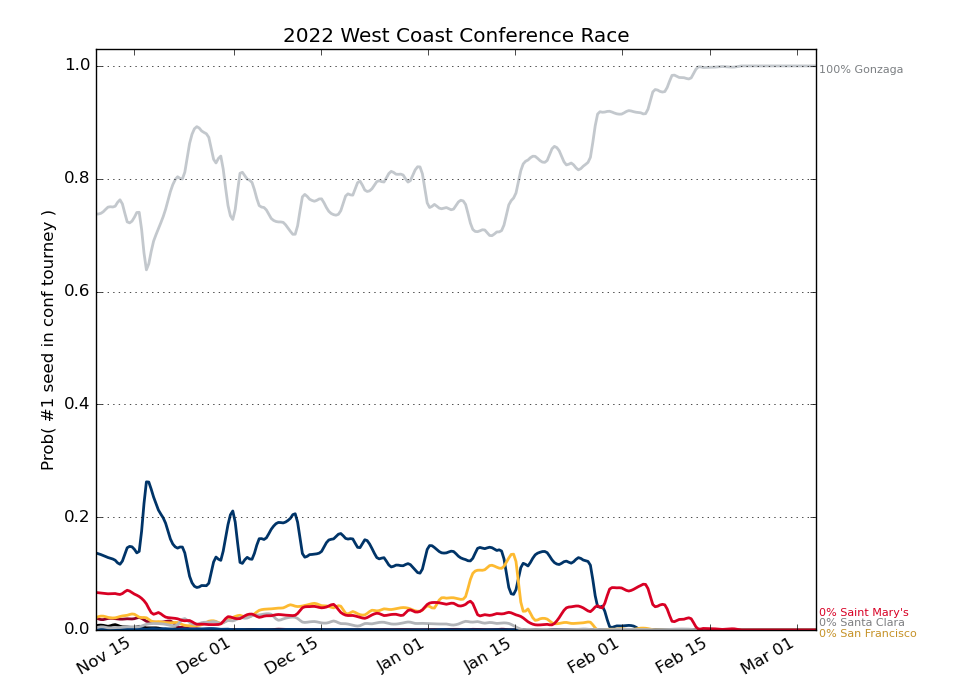 2022 West Coast Conference Race
Prob( #1 seed in conf tourney )
1.0
0.8
0.6
0.4
0.2
0.0
100% Gonzaga
0% Saint Mary's
0% Santa Clara
0% San Francisco
Nov 15
Dec 01
Dec 15
Jan 01
Jan 15
Feb 01
Feb 15
Mar 01